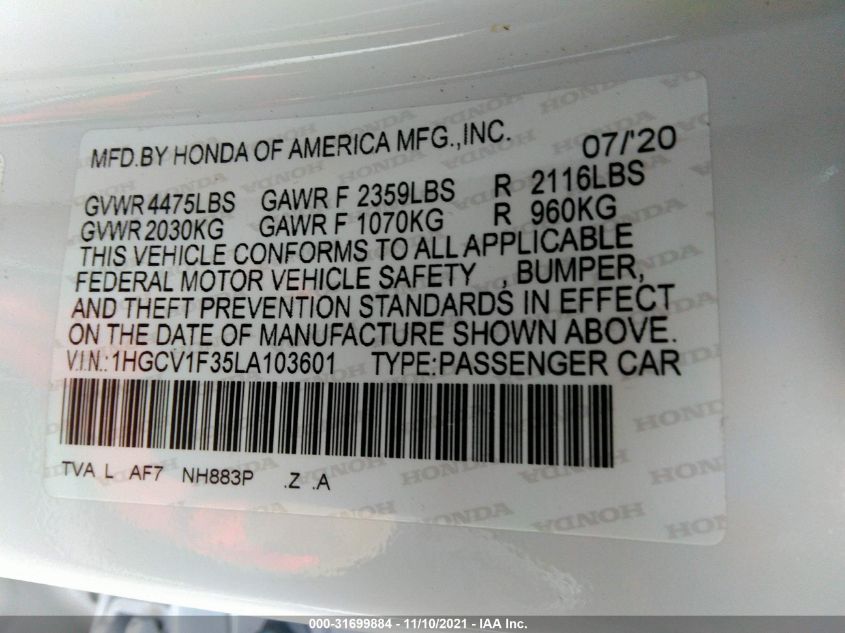 MFD.BY HONDA OF AMERICA MFG.,INC. 07/'20
GVWR 4475LBS GAWR F 2359LBS R 2116LBS
GVWR 2030KG GAWR F 1070KG R 960KG
THIS VEHICLE CONFORMS TO ALL APPLICABLE
FEDERAL MOTOR VEHICLE SAFETY , BUMPER,
AND THEFT PREVENTION STANDARDS IN EFFECT
ON THE DATE OF MANUFACTURE SHOWN ABOVE.
V.I.N.:1HGCV1F35LA103601 TYPE:PASSENGER CAR
TVA L AF7 NH883P .Z .A
000-31699884 - 11/10/2021 - IAA Inc.